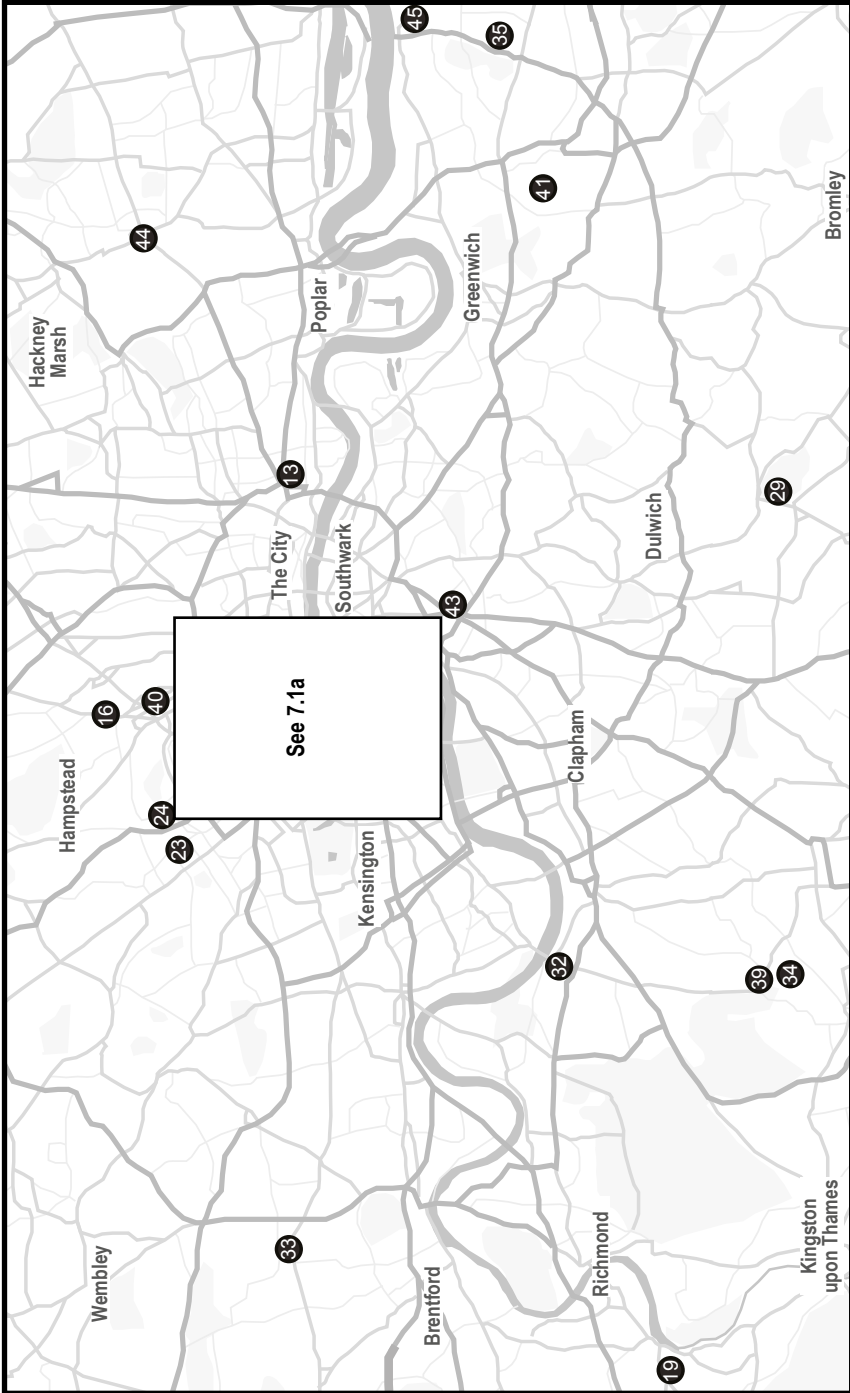 Wembley
33
Brentford
19
Richmond
Kingston
upon Thames
Hampstead
23
24
16
40
See 7.1a
Kensington
32
39
34
Clapham
43
The City
Southwark
13
Dulwich
29
Hackney
Marsh
44
Poplar
Greenwich
41
45
35
Bromley